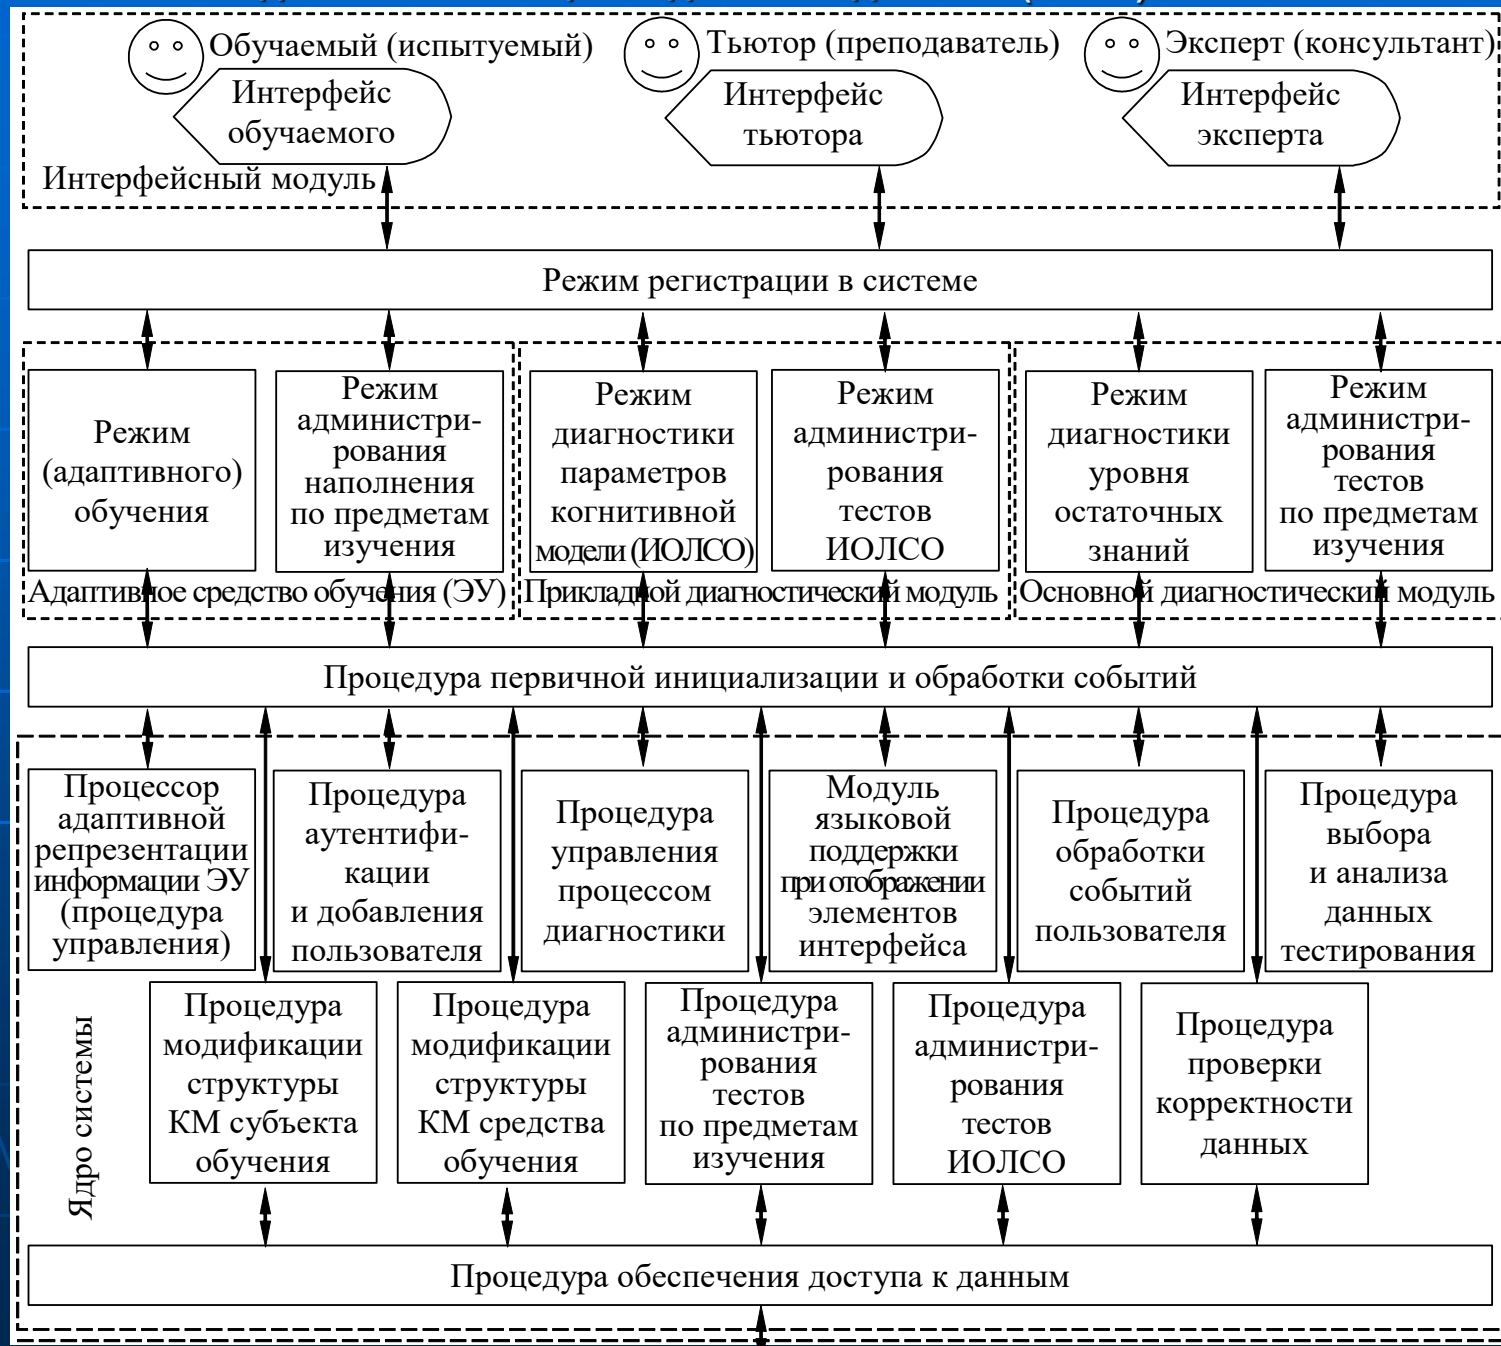 Обучаемый (испытуемый)
Интерфейс
обучаемого
Тьютор (преподаватель)
Интерфейс
тьютора
Эксперт (консультант)
Интерфейс
эксперта
Интерфейсный модуль
Режим регистрации в системе
Режим
(адаптивного)
обучения
Режим
администри-
рования
наполнения
по предметам
изучения
Адаптивное средство обучения (ЭУ)
Режим
диагностики
параметров
когнитивной
модели (ИОЛСО)
Режим
администри-
рования
тестов
ИОЛСО
Прикладной диагностический модуль
Режим
диагностики
уровня
остаточных
знаний
Режим
администри-
рования
тестов
по предметам
изучения
Основной диагностический модуль
Процедура первичной инициализации и обработки событий
Процессор
адаптивной
репрезентации
информации ЭУ
(процедура
управления)
Процедура
аутентифи-
кации
и добавления
пользователя
Процедура
управления
процессом
диагностики
Модуль
языковой
поддержки
при отображении
элементов
интерфейса
Процедура
обработки
событий
пользователя
Процедура
выбора
и анализа
данных
тестирования
Ядро системы
Процедура
модификации
структуры
КМ субъекта
обучения
Процедура
модификации
структуры
КМ средства
обучения
Процедура
администри-
рования
тестов
по предметам
изучения
Процедура
администри-
рования
тестов
ИОЛСО
Процедура
проверки
корректности
данных
Процедура обеспечения доступа к данным